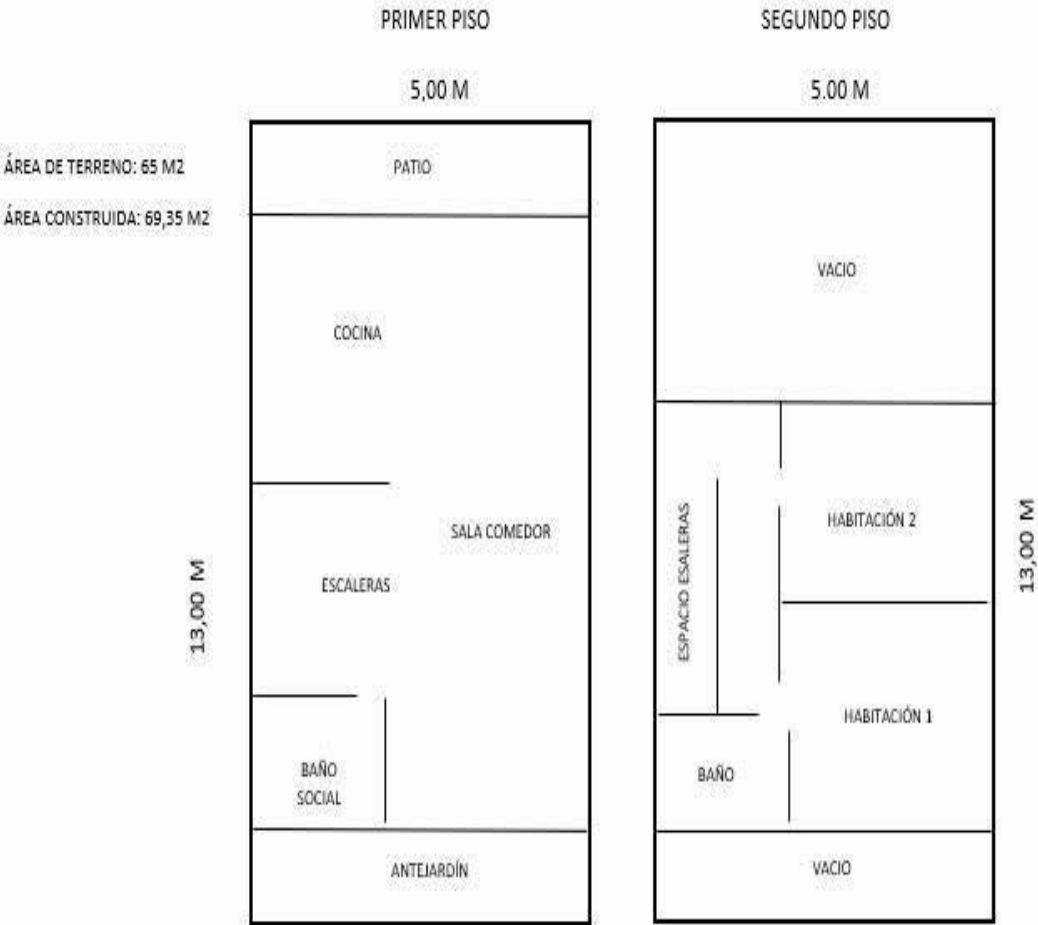 PRIMER PISO
SEGUNDO PISO
5,00 M
5.00 M
ÁREA DE TERRENO: 65 M2
ÁREA CONSTRUIDA: 69,35 M2
PATIO
COCINA
SALA COMEDOR
ESCALERAS
13,00 M
BAÑO
SOCIAL
ANTEJARDÍN
VACIO
HABITACIÓN 2
ESPACIO ESALERAS
13,00 M
HABITACIÓN 1
BAÑO
VACIO